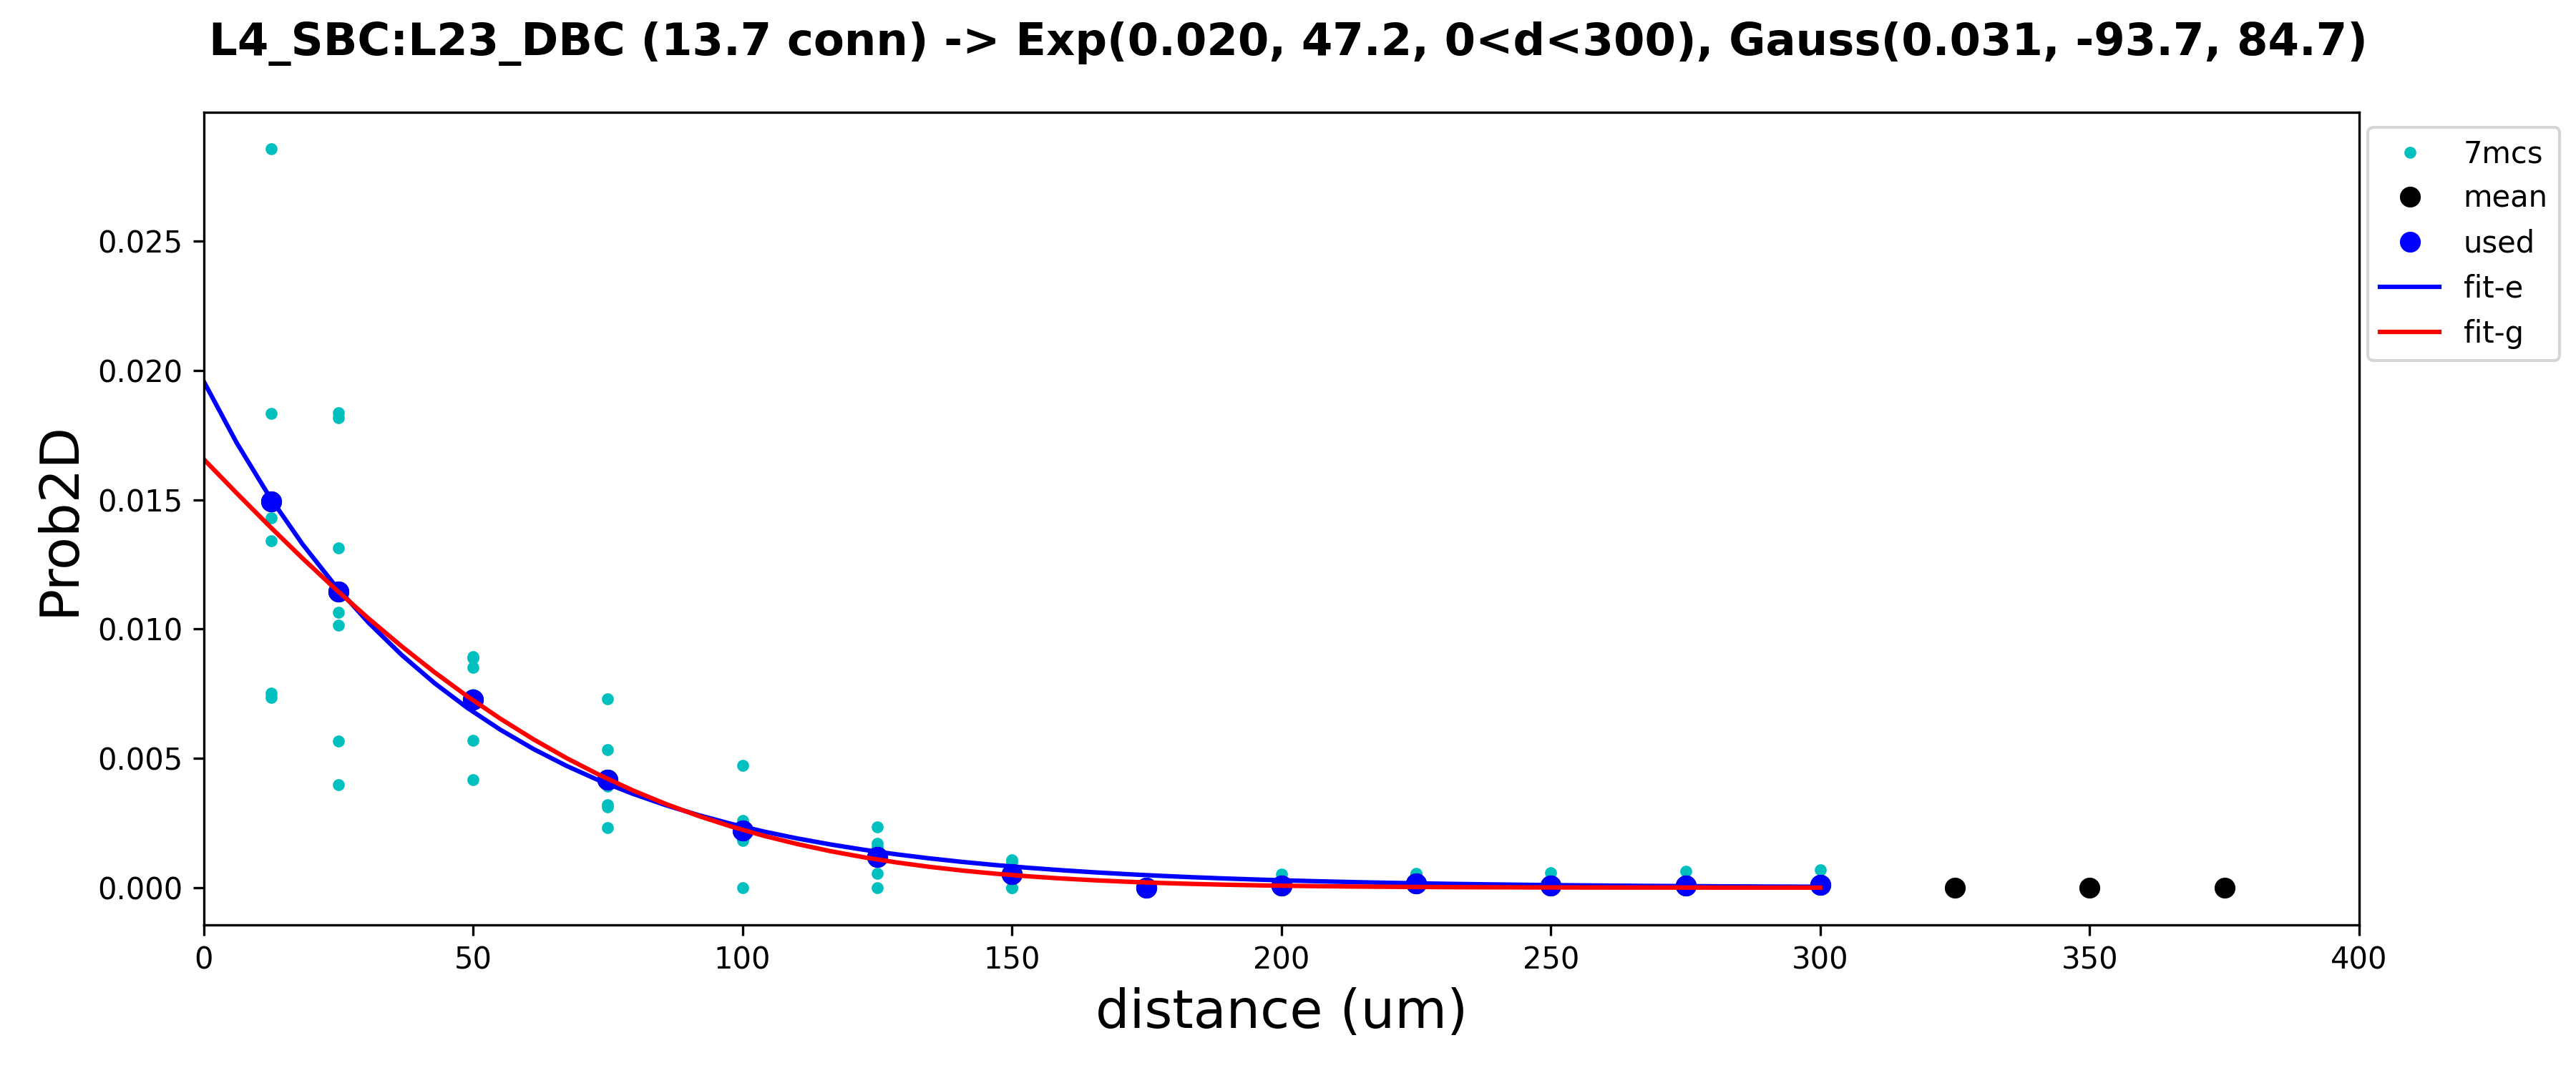 L4_SBC:L23_DBC (13.7 conn) -> Exp(0.020, 47.2, 0<d<300), Gauss(0.031, -93.7, 84.7)
7mcs
mean
used
fit-e
fit-g
0.025
0.020
0.015
0.010
0.005
0.000
Prob2D
0 50 100 150 200 250 300 350 400
distance (um)